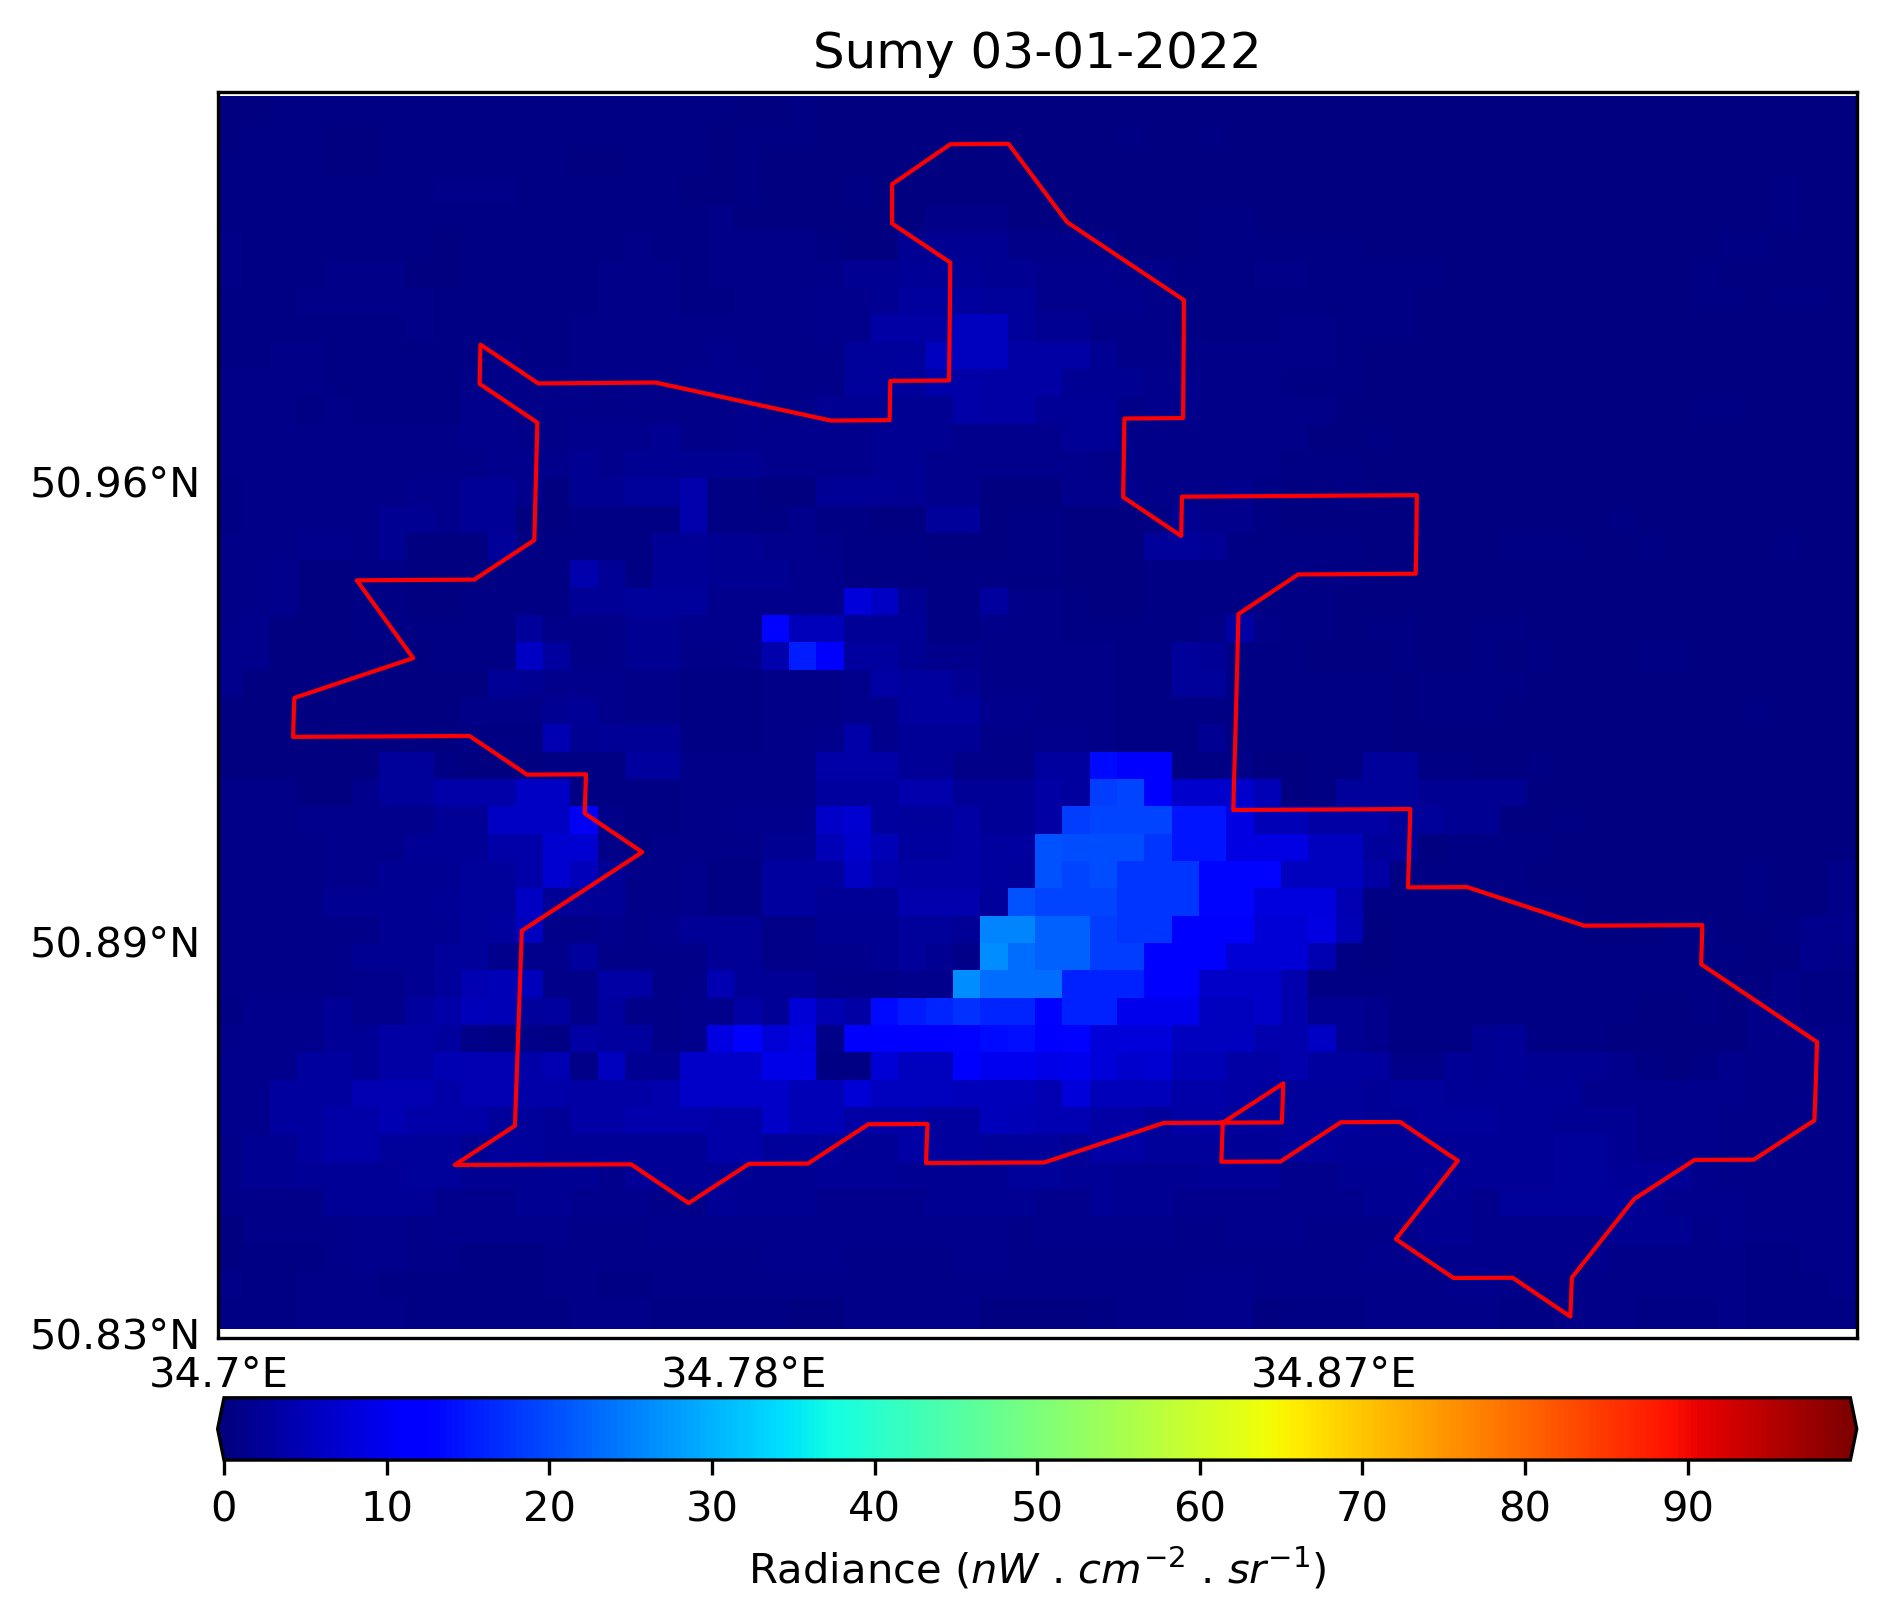 Sumy 03-01-2022
50.96°N
50.89°N
50.83°N
34.7°E 34.78°E 34.87°E
0 10 20 30 40 50 60 70 80 90
Radiance (nW . cm⁻² . sr⁻¹)